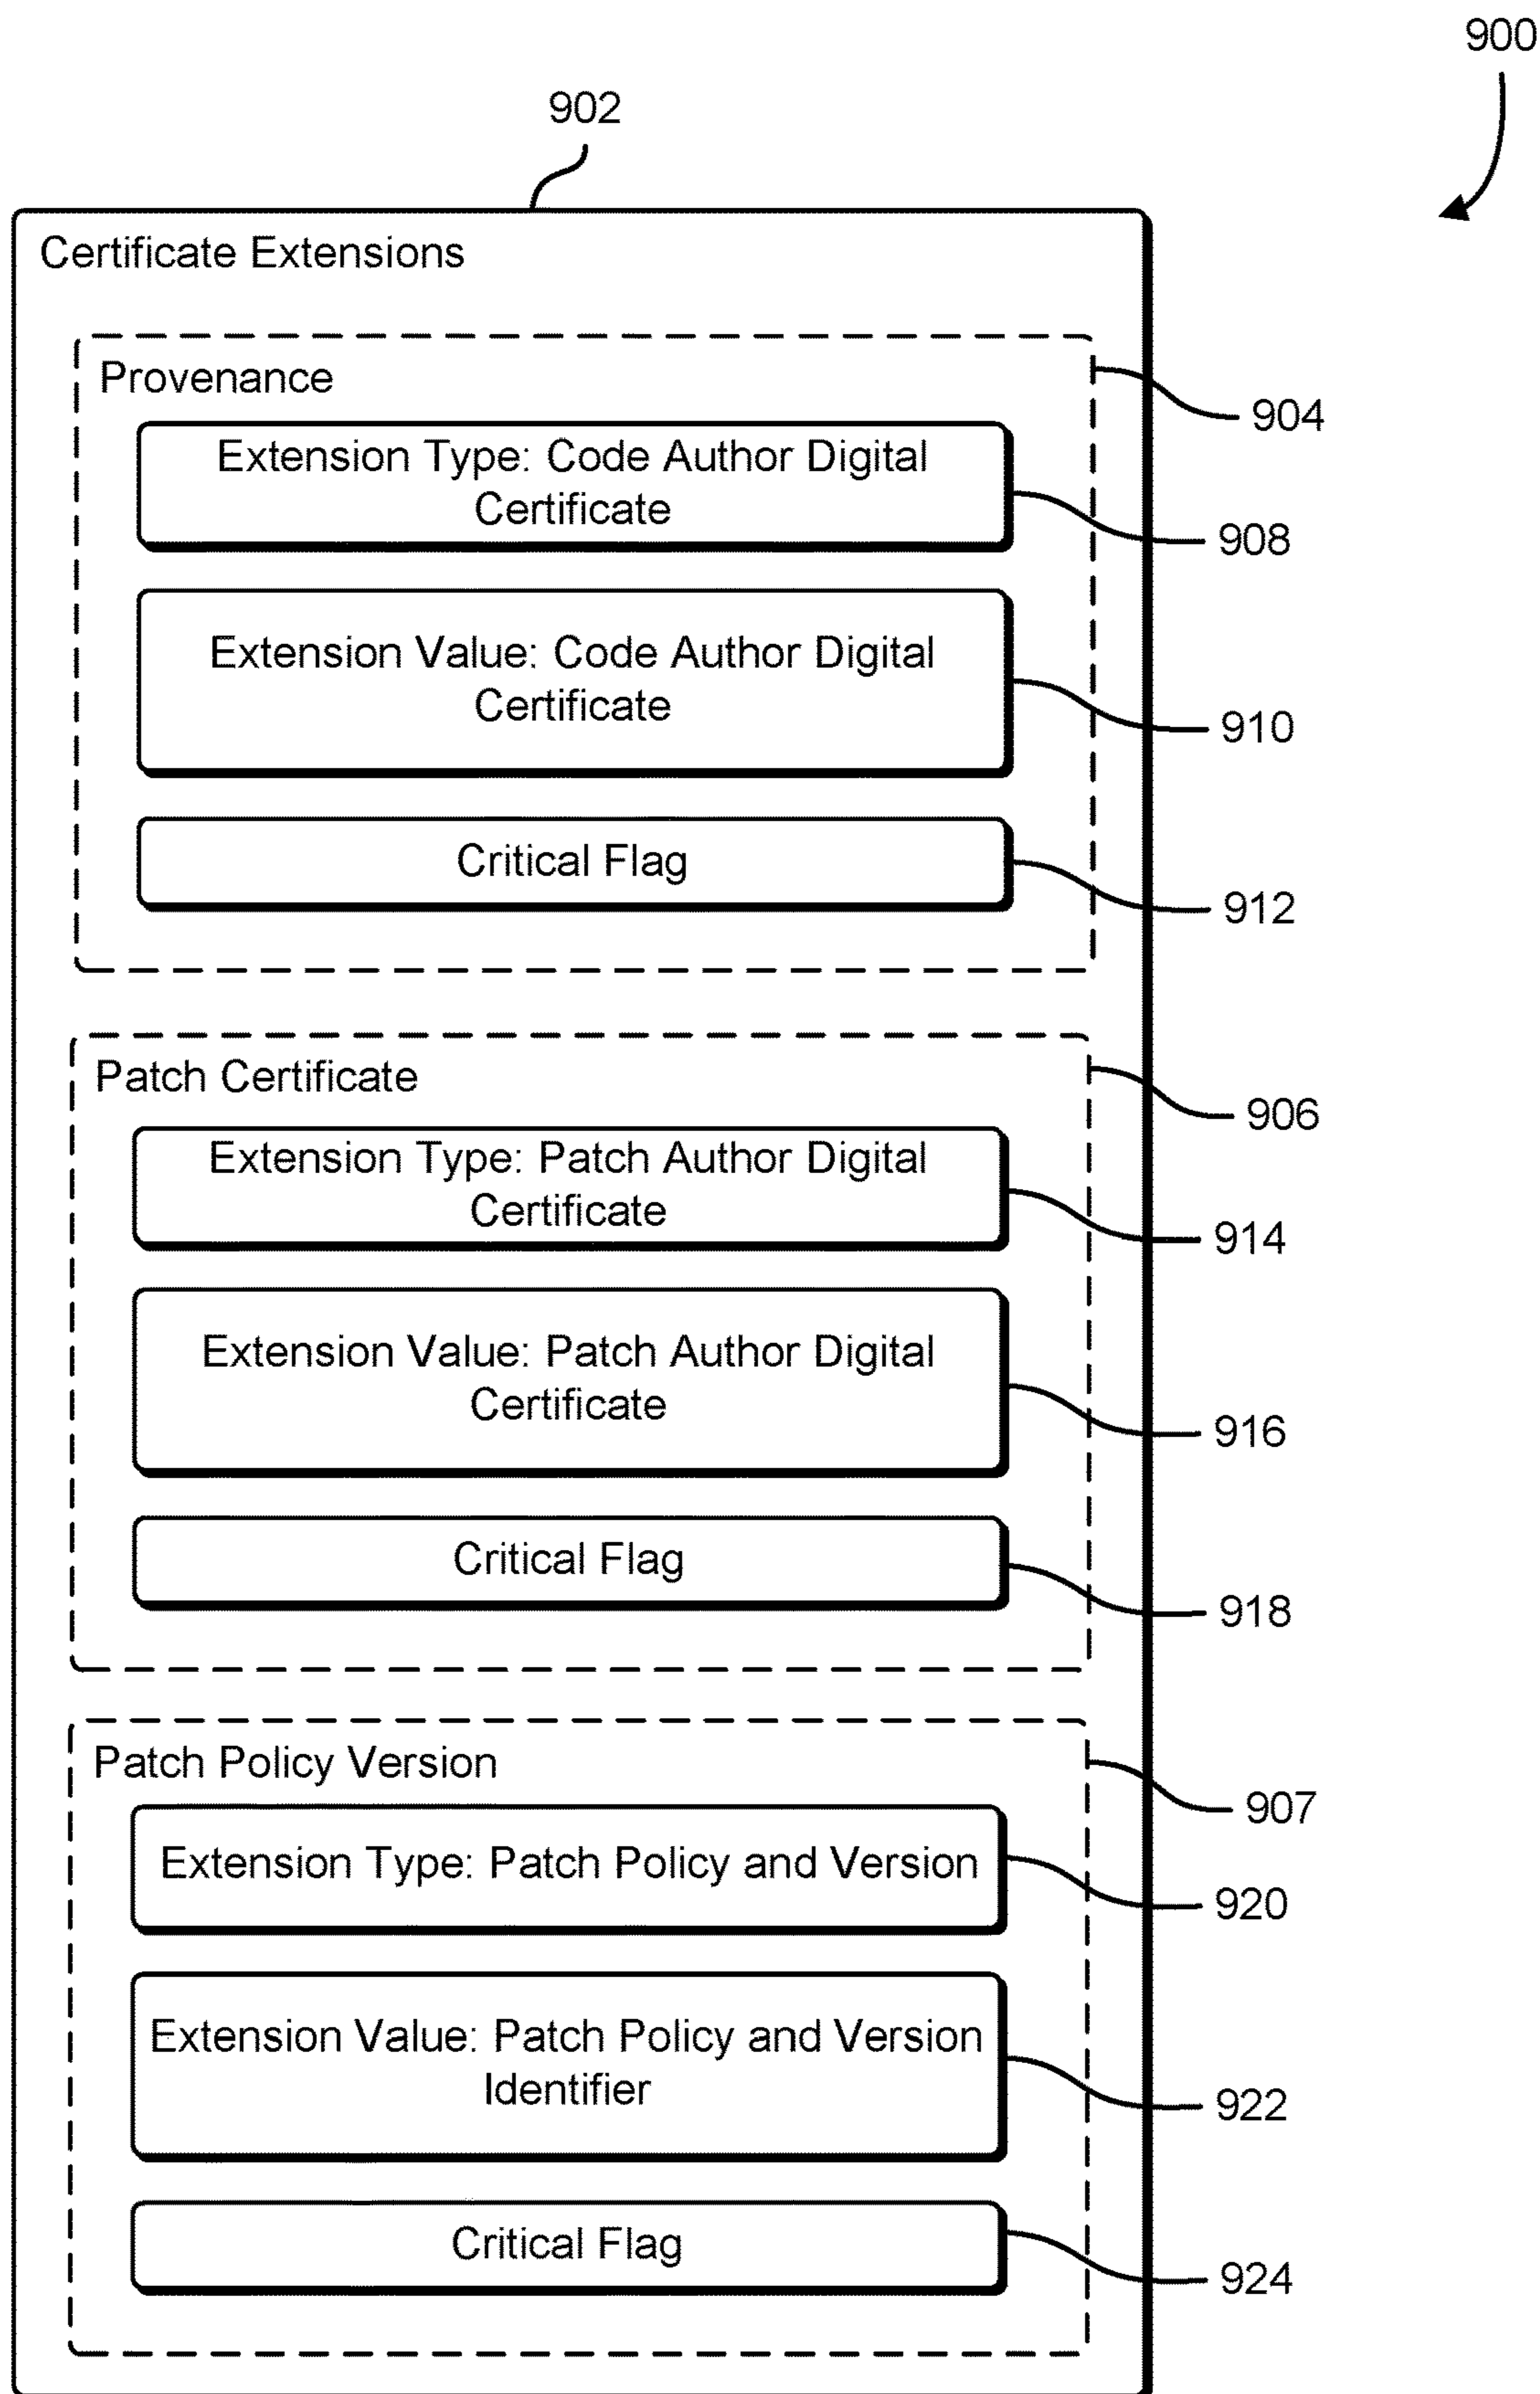 900
902
Certificate Extensions
Provenance
904
Extension Type: Code Author Digital
Certificate
908
Extension Value: Code Author Digital
Certificate
910
Critical Flag
912
Patch Certificate
906
Extension Type: Patch Author Digital
Certificate
914
Extension Value: Patch Author Digital
Certificate
916
Critical Flag
918
Patch Policy Version
907
Extension Type: Patch Policy and Version
920
Extension Value: Patch Policy and Version
Identifier
922
Critical Flag
924